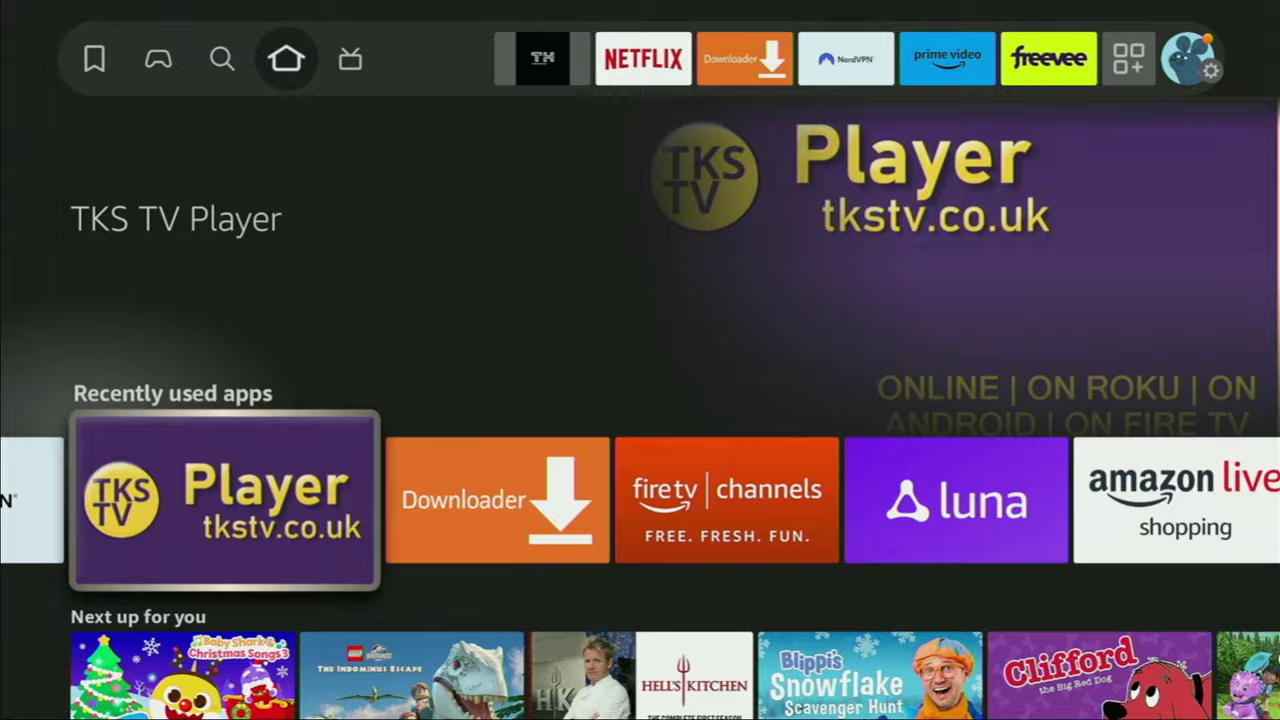 TH
NETFLIX
Downloader
NordVPN
prime video
freevee
TKS
TV
Player
tkstv.co.uk
TKS TV Player
ONLINE | ON ROKU | ON
ANDROID | ON FIRE TV
Recently used apps
N
TKS
TV
Player
tkstv.co.uk
Downloader
fire tv | channels
FREE. FRESH. FUN.
luna
amazon live
shopping
Next up for you
Baby Shark &
Christmas Songs 3
LEGO
THE INDOMINUS ESCAPE
HK
HELL'S KITCHEN
THE COMPLETE FIRST SEASON
Blippi's
Snowflake
Scavenger Hunt
Clifford
the Big Red Dog